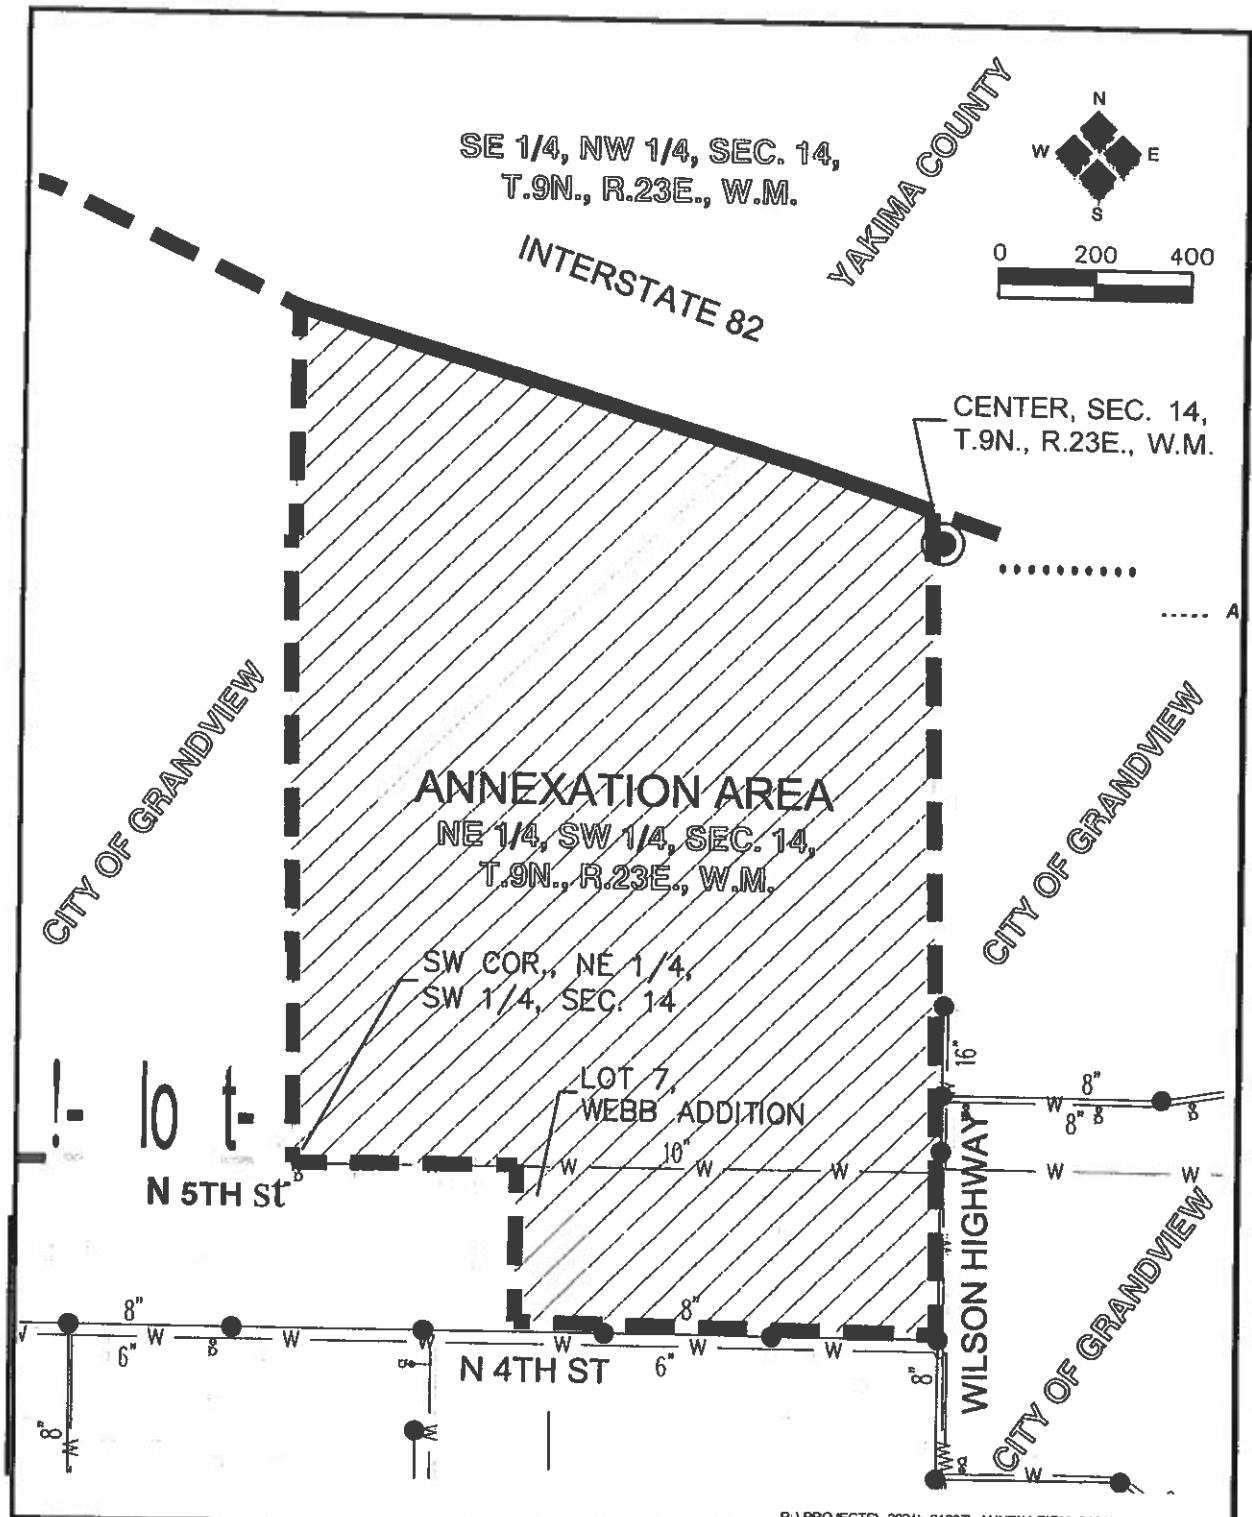 SE 1/4, NW 1/4, SEC. 14,
T.9N., R.23E., W.M.
YAKIMA COUNTY
N
W E
S
INTERSTATE 82
0 200 400
CENTER, SEC. 14,
T.9N., R.23E., W.M.
A
CITY OF GRANDVIEW
CITY OF GRANDVIEW
ANNEXATION AREA
NE 1/4, SW 1/4, SEC. 14,
T.9N., R.23E., W.M.
SW COR., NE 1/4,
SW 1/4, SEC. 14
LOT 7,
WEBB ADDITION
16"
8"
W
8" 8 8
!- lo t-
10"
W W W W W W
N 5TH st
8
WILSON HIGHWAY
CITY OF GRANDVIEW
8" 8"
W W W W W W
6" 8 6"
N 4TH ST
8"
8"
W
W
W